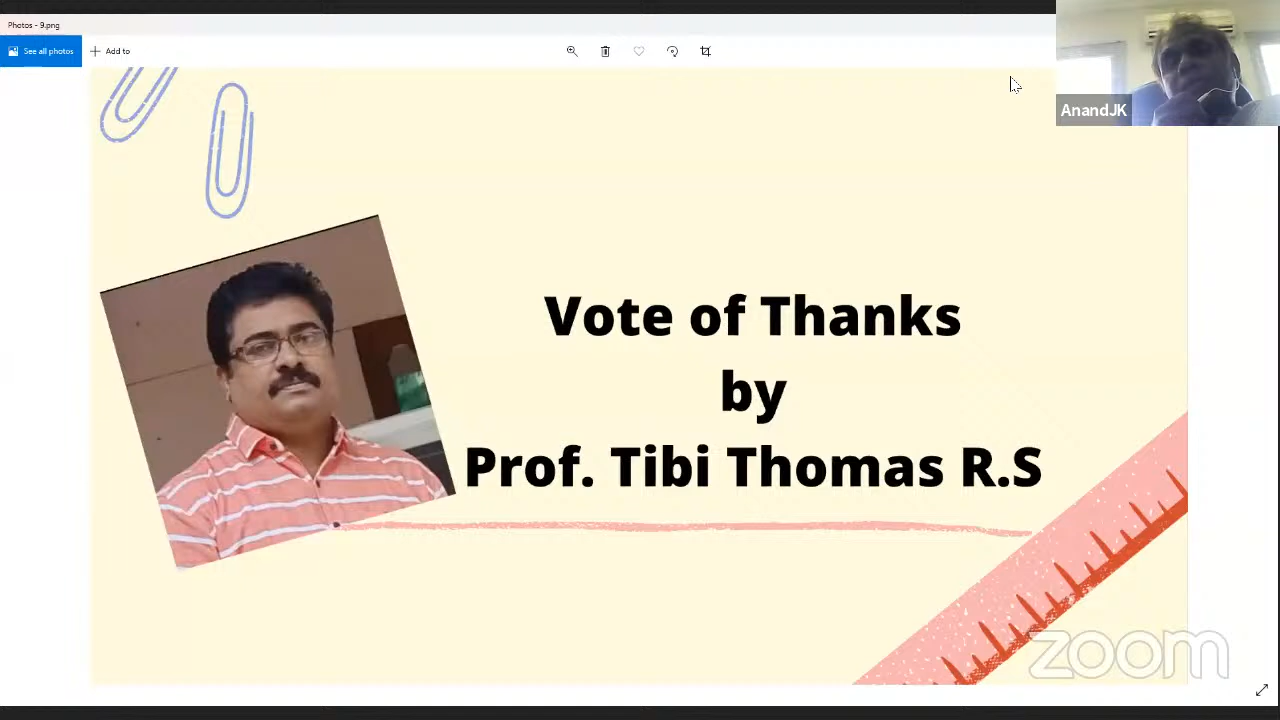 Photos - 9.png
See all photos
Add to
AnandJK
Vote of Thanks
by
Prof. Tibi Thomas R.S
zoom